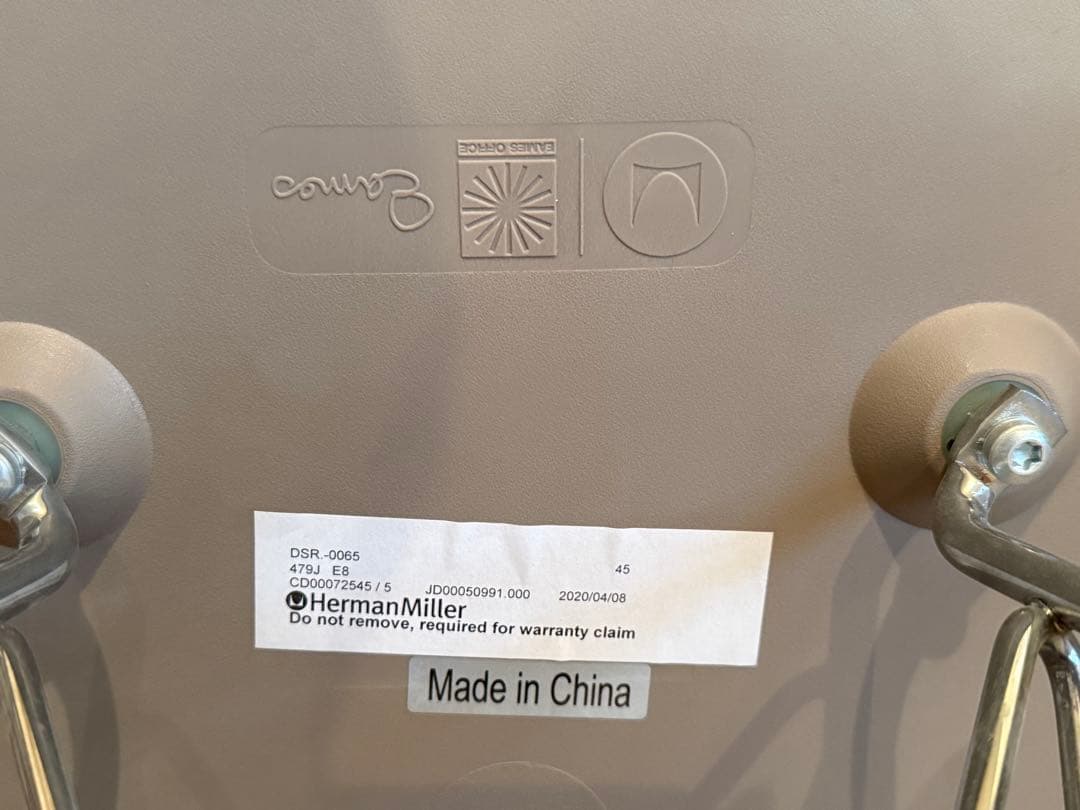 Eames
EAMES OFFICE
DSR.-0065
479J E8 45
CD00072545 / 5 JD00050991.000 2020/04/08
HermanMiller
Do not remove, required for warranty claim
Made in China